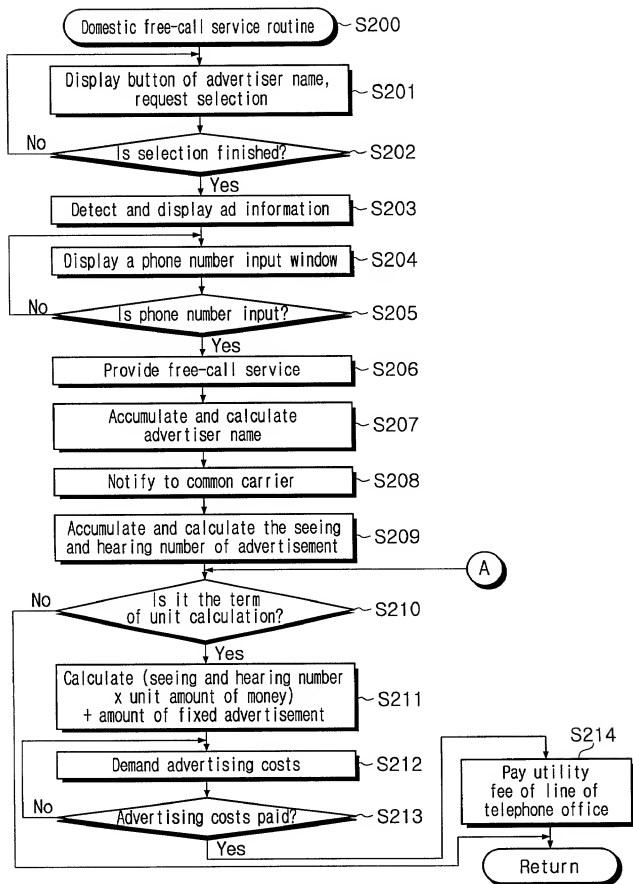 Domestic free-call service routine
S200
Display button of advertiser name,
request selection
S201
No
Is selection finished?
S202
Yes
Detect and display ad information
S203
Display a phone number input window
S204
No
Is phone number input?
S205
Yes
Provide free-call service
S206
Accumulate and calculate
advertiser name
S207
Notify to common carrier
S208
Accumulate and calculate the seeing
and hearing number of advertisement
S209
A
No
Is it the term
of unit calculation?
S210
Yes
Calculate (seeing and hearing number
x unit amount of money)
+ amount of fixed advertisement
S211
Demand advertising costs
S212
No
Advertising costs paid?
S213
Yes
S214
Pay utility
fee of line of
telephone office
Return